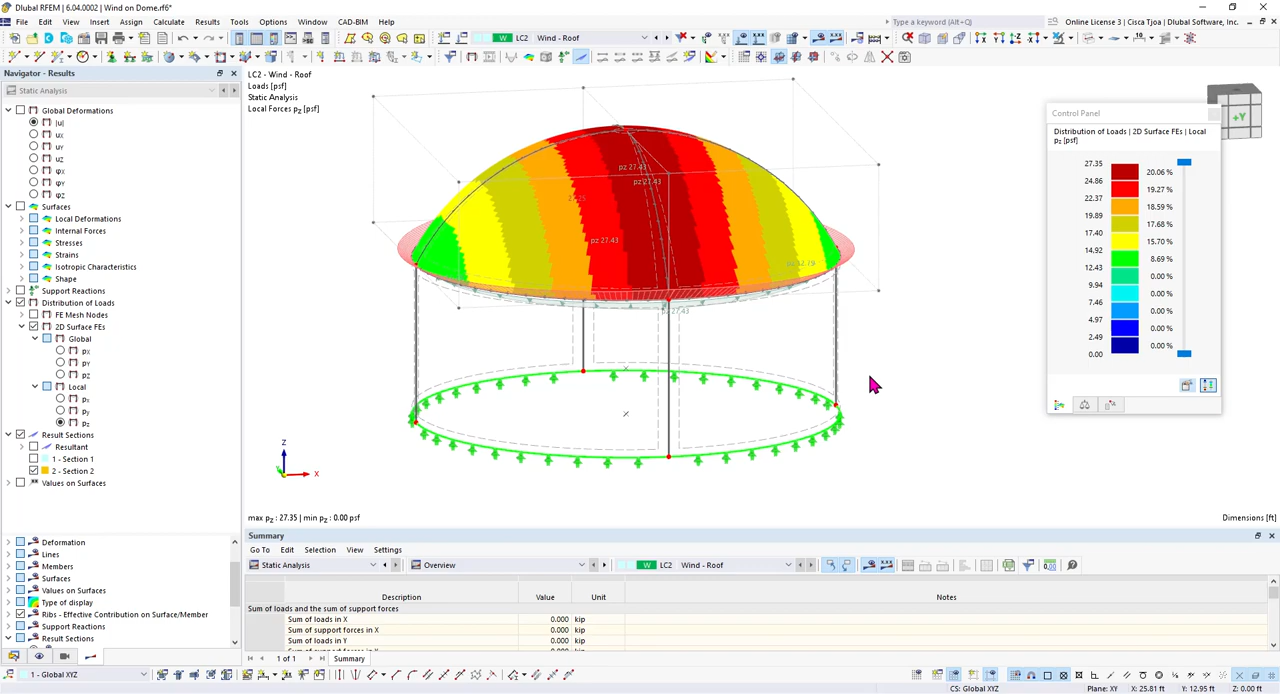 Dlubal RFEM | 6.04.0002 | Wind on Dome.rf6*
File Edit View Insert Assign Calculate Results Tools Options Window CAD-BIM Help
Type a keyword (Alt+Q)
Online License 3 | Cisca Tjoa | Dlubal Software, Inc.
W LC2 Wind - Roof
Navigator - Results
Static Analysis
Global Deformations
|u|
ux
uy
uz
φx
φy
φz
Surfaces
Local Deformations
Internal Forces
Stresses
Strains
Isotropic Characteristics
Shape
Support Reactions
Distribution of Loads
FE Mesh Nodes
2D Surface FEs
Global
px
py
pz
Local
px
py
pz
Result Sections
Resultant
1 - Section 1
2 - Section 2
Values on Surfaces
Deformation
Lines
Members
Surfaces
Values on Surfaces
Type of display
Ribs - Effective Contribution on Surface/Member
Support Reactions
Result Sections
LC2 - Wind - Roof
Loads [psf]
Static Analysis
Local Forces pz [psf]
pz 27.43
pz 27.43
pz 27.43
pz 27.43
Z
X
max pz : 27.35 | min pz : 0.00 psf
Dimensions [ft]
+Y
Control Panel
Distribution of Loads | 2D Surface FEs | Local
pz [psf]
27.35
24.86
22.37
19.89
17.40
14.92
12.43
9.94
7.46
4.97
2.49
0.00
20.06 %
19.27 %
18.59 %
17.68 %
15.70 %
8.69 %
0.00 %
0.00 %
0.00 %
0.00 %
0.00 %
Summary
Go To Edit Selection View Settings
Static Analysis Overview W LC2 Wind - Roof
Description Value Unit Notes
Sum of loads and the sum of support forces
Sum of loads in X 0.000 kip
Sum of support forces in X 0.000 kip
Sum of loads in Y 0.000 kip
1 of 1 Summary
1 - Global XYZ
CS: Global XYZ Plane: XY X: 25.81 ft Y: 12.95 ft Z: 0.00 ft